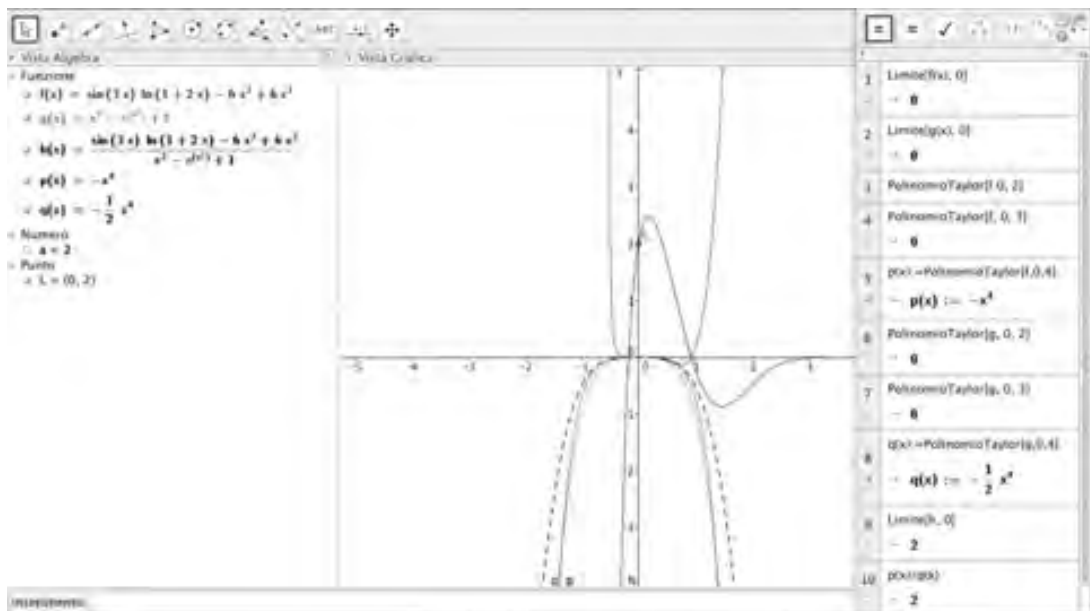 Vista Algebra
Vista Grafica
Funzione
f(x) = sin(3 x) ln(1 + 2 x) − 6 x² + 6 x³
h(x) = sin(3 x) ln(1 + 2 x) − 6 x² + 6 x³
p(x) = −x⁴
q(x) = − 1/2 x⁴
Numero
a = 2
Punto
L = (0, 2)
1 Limite[f(x), 0]
→ 0
2 Limite[g(x), 0]
→ 0
3 PolinomioTaylor[f, 0, 2]
4 PolinomioTaylor[f, 0, 3]
→ 0
5 p(x):=PolinomioTaylor[f,0,4]
→ p(x) := −x⁴
6 PolinomioTaylor[g, 0, 2]
→ 0
7 PolinomioTaylor[g, 0, 3]
→ 0
8 q(x):=PolinomioTaylor[g,0,4]
→ q(x) := − 1/2 x⁴
9 Limite[h, 0]
→ 2
10 p(x)/q(x)
→ 2
Inserimento: